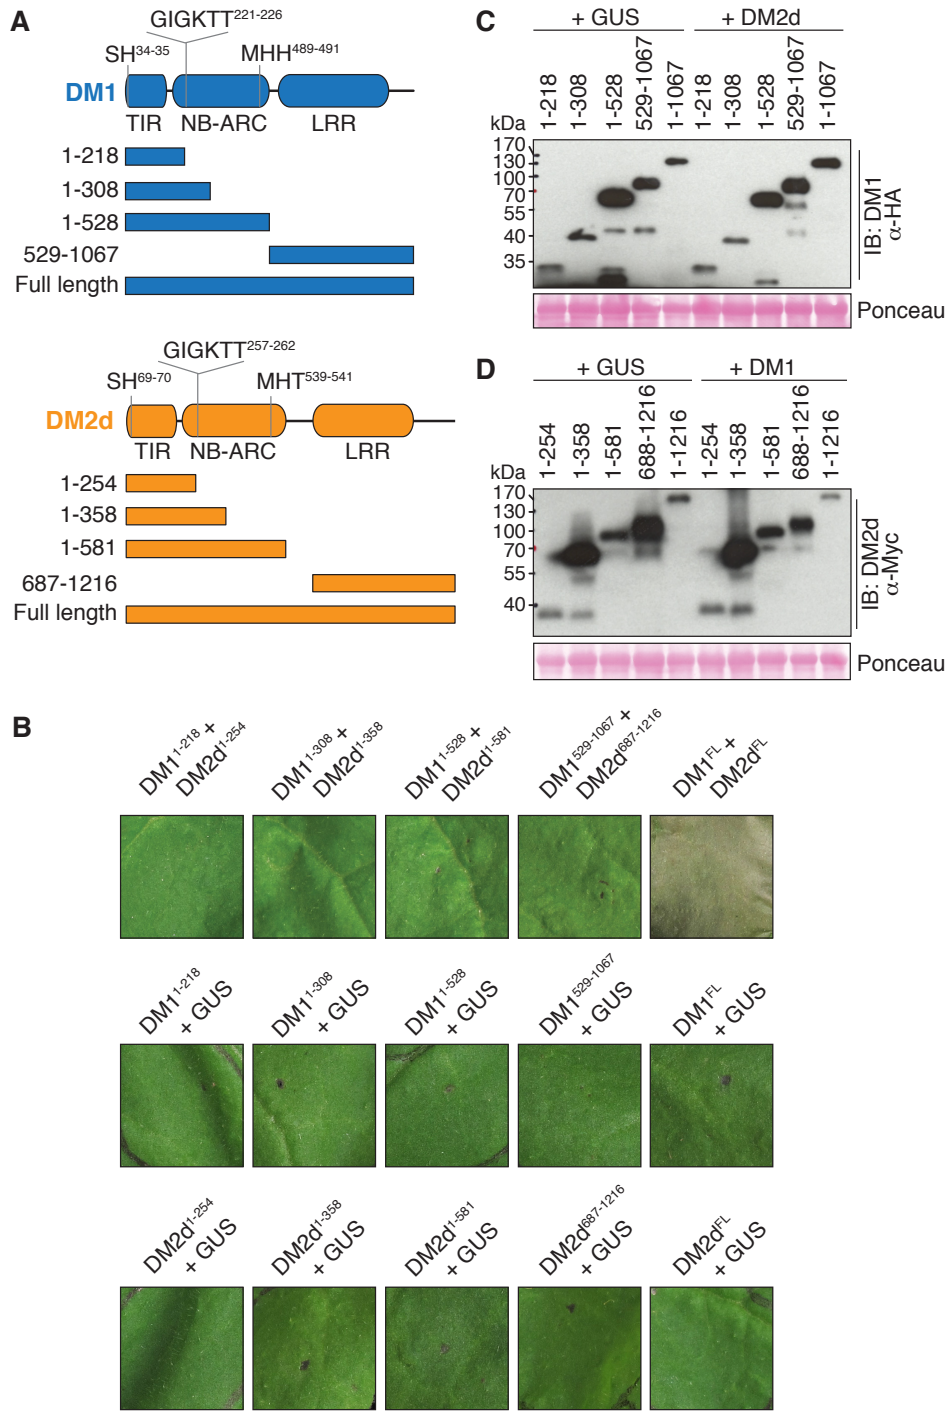 A
GIGKTT221-226
SH34-35
MHH489-491
DM1
TIR
NB-ARC
LRR
1-218
1-308
1-528
529-1067
Full length
GIGKTT257-262
SH69-70
MHT539-541
DM2d
TIR
NB-ARC
LRR
1-254
1-358
1-581
687-1216
Full length
C
+ GUS
+ DM2d
1-218
1-308
1-528
529-1067
1-1067
1-218
1-308
1-528
529-1067
1-1067
kDa
170
130
100
70
55
40
35
IB: DM1
α-HA
Ponceau
D
+ GUS
+ DM1
1-254
1-358
1-581
688-1216
1-1216
1-254
1-358
1-581
688-1216
1-1216
kDa
170
130
100
70
55
40
IB: DM2d
α-Myc
Ponceau
B
DM11-218 +
DM2d1-254
DM11-308 +
DM2d1-358
DM11-528 +
DM2d1-581
DM1529-1067 +
DM2d687-1216
DM1FL +
DM2dFL
DM11-218
+ GUS
DM11-308
+ GUS
DM11-528
+ GUS
DM1529-1067
+ GUS
DM1FL
+ GUS
DM2d1-254
+ GUS
DM2d1-358
+ GUS
DM2d1-581
+ GUS
DM2d687-1216
+ GUS
DM2dFL
+ GUS